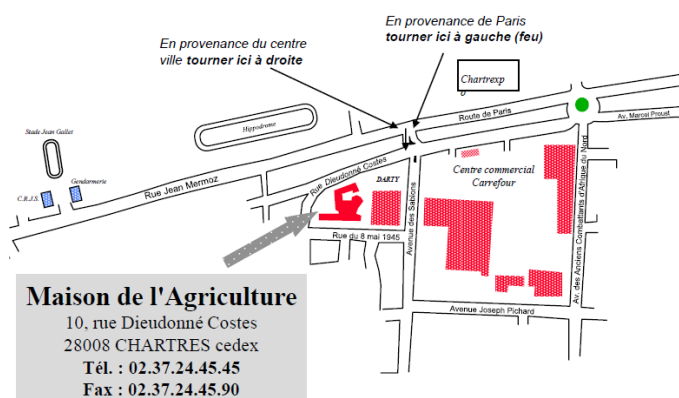 En provenance de Paris
tourner ici à gauche (feu)
En provenance du centre
ville tourner ici à droite
Chartrexp
Stade Jean Gallet
Hippodrome
Route de Paris
Av. Marcel Proust
C.R.J.S.
Gendarmerie
Rue Jean Mermoz
Rue Dieudonné Costes
DARTY
Centre commercial
Carrefour
Rue du 8 mai 1945
Avenue des Sablons
Av. des Anciens Combattants d'Afrique du Nord
Avenue Joseph Pichard
Maison de l'Agriculture
10, rue Dieudonné Costes
28008 CHARTRES cedex
Tél. : 02.37.24.45.45
Fax : 02.37.24.45.90